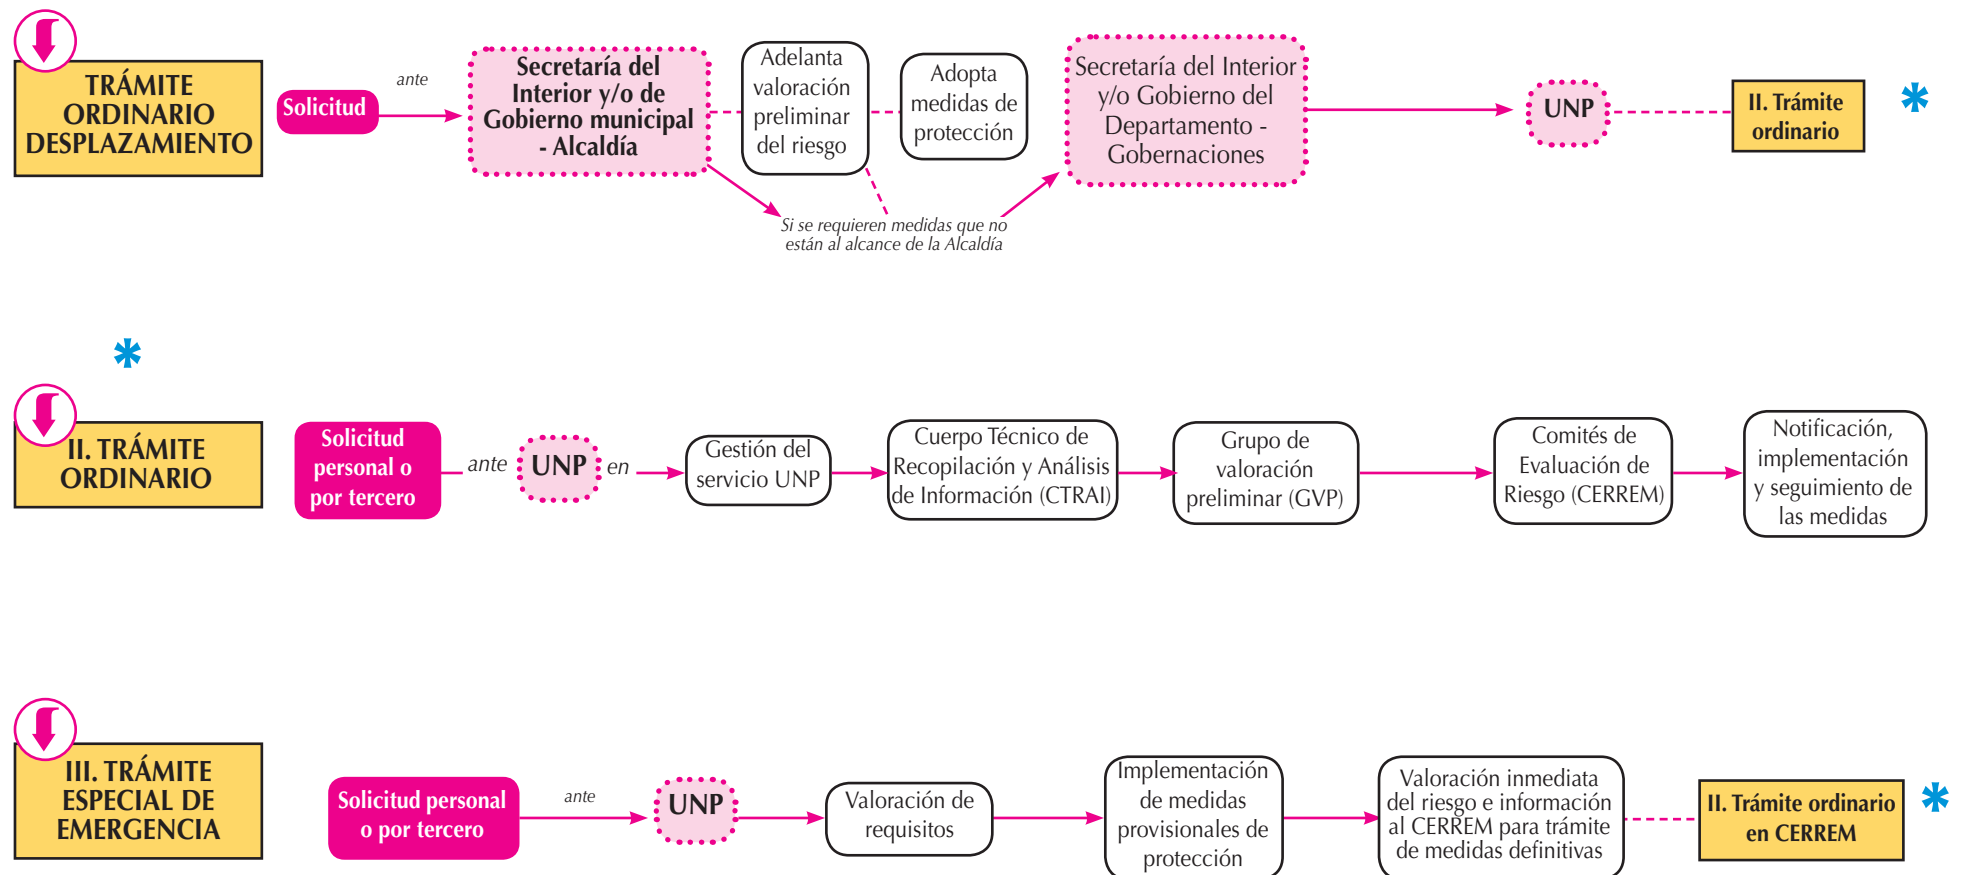 TRÁMITE
ORDINARIO
DESPLAZAMIENTO
Solicitud
ante
Secretaría del
Interior y/o de
Gobierno municipal
- Alcaldía
Adelanta
valoración
preliminar
del riesgo
Adopta
medidas de
protección
Si se requieren medidas que no
están al alcance de la Alcaldía
Secretaría del Interior
y/o Gobierno del
Departamento -
Gobernaciones
UNP
II. Trámite
ordinario
*
*
II. TRÁMITE
ORDINARIO
Solicitud
personal o
por tercero
ante
UNP
en
Gestión del
servicio UNP
Cuerpo Técnico de
Recopilación y Análisis
de Información (CTRAI)
Grupo de
valoración
preliminar (GVP)
Comités de
Evaluación de
Riesgo (CERREM)
Notificación,
implementación
y seguimiento de
las medidas
III. TRÁMITE
ESPECIAL DE
EMERGENCIA
Solicitud personal
o por tercero
ante
UNP
Valoración de
requisitos
Implementación
de medidas
provisionales de
protección
Valoración inmediata
del riesgo e información
al CERREM para trámite
de medidas definitivas
II. Trámite ordinario
en CERREM
*